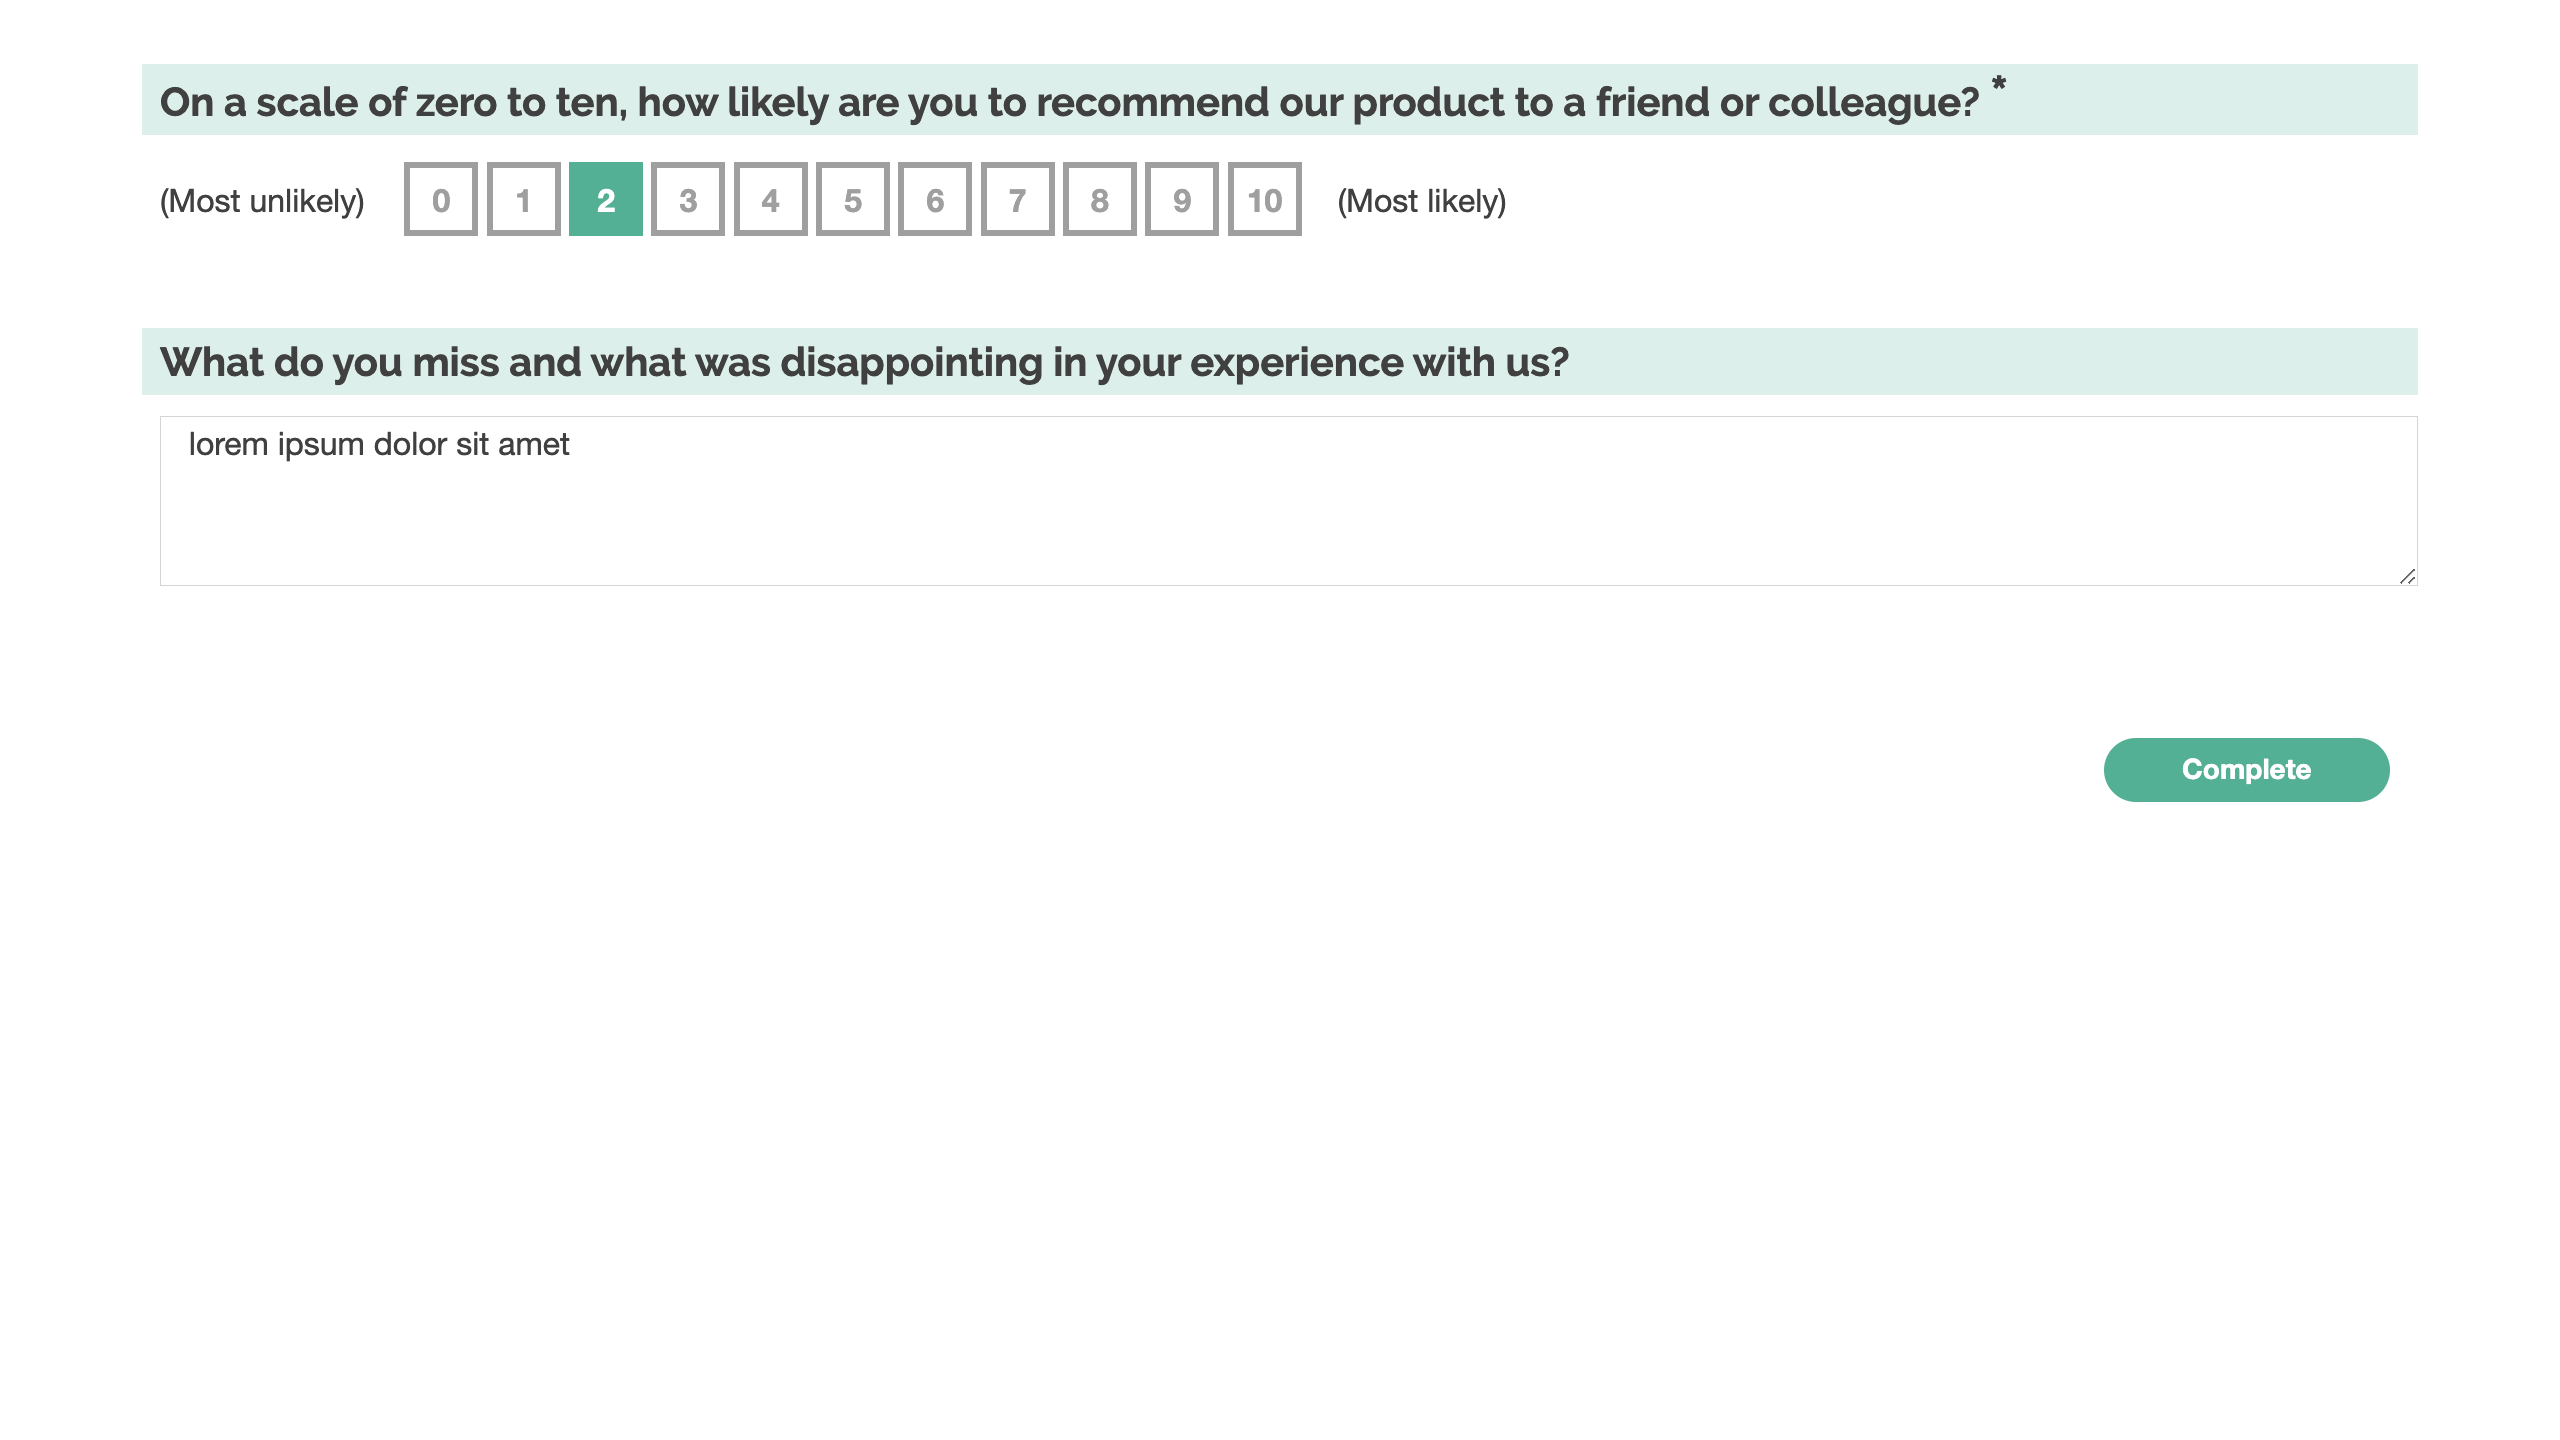 On a scale of zero to ten, how likely are you to recommend our product to a friend or colleague? *
(Most unlikely) 0 1 2 3 4 5 6 7 8 9 10 (Most likely)
What do you miss and what was disappointing in your experience with us?
lorem ipsum dolor sit amet
Complete